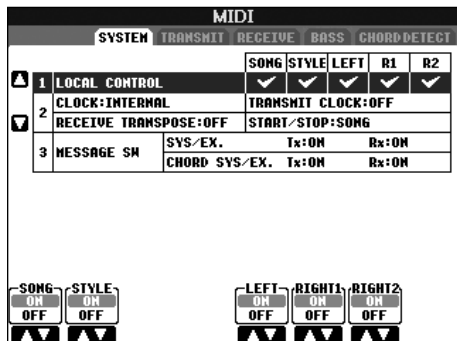 MIDI
SYSTEM TRANSMIT RECEIVE BASS CHORD DETECT
SONG STYLE LEFT R1 R2
1 LOCAL CONTROL
2 CLOCK:INTERNAL TRANSMIT CLOCK:OFF
RECEIVE TRANSPOSE:OFF START/STOP:SONG
3 MESSAGE SW SYS/EX. Tx:ON Rx:ON
CHORD SYS/EX. Tx:ON Rx:ON
SONG STYLE LEFT RIGHT1 RIGHT2
ON ON ON ON ON
OFF OFF OFF OFF OFF